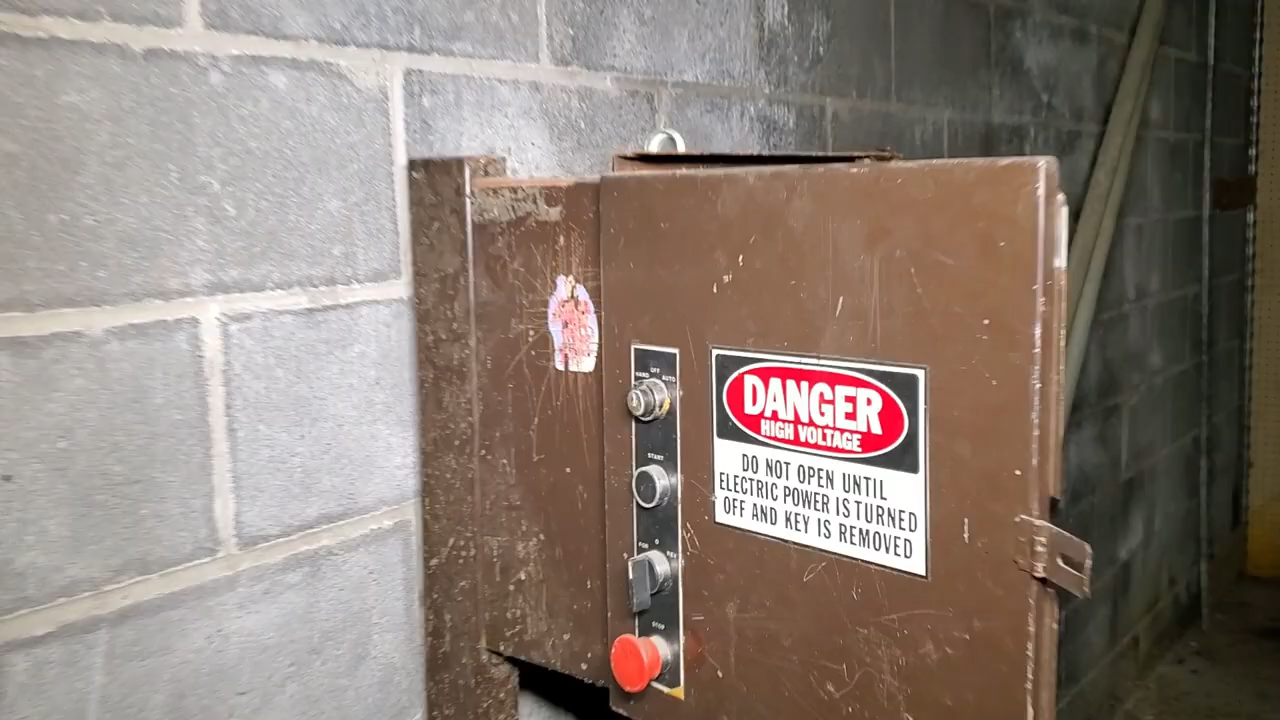 OFF
HAND AUTO
START
FOR O REV
STOP
DANGER
HIGH VOLTAGE
DO NOT OPEN UNTIL
ELECTRIC POWER IS TURNED
OFF AND KEY IS REMOVED